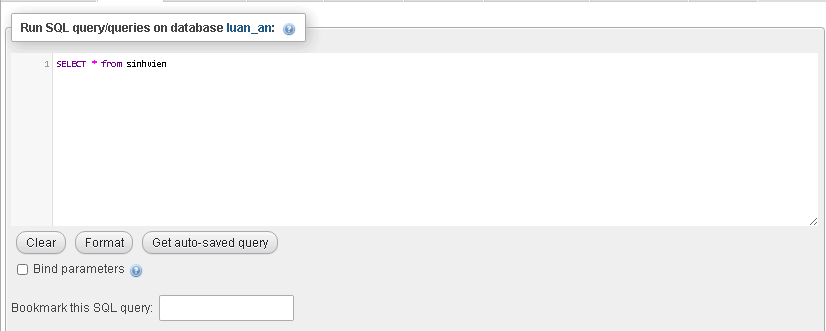 Run SQL query/queries on database luan_an:
1 SELECT * from sinhvien
Clear Format Get auto-saved query
Bind parameters
Bookmark this SQL query: